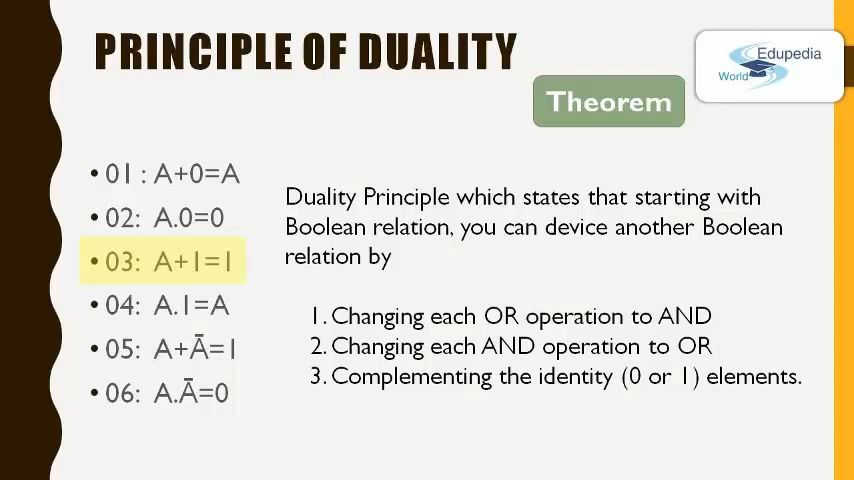 PRINCIPLE OF DUALITY
Edupedia
World
Theorem
• 01 : A+0=A
• 02: A.0=0
• 03: A+1=1
• 04: A.1=A
• 05: A+Ā=1
• 06: A.Ā=0
Duality Principle which states that starting with
Boolean relation, you can device another Boolean
relation by
1. Changing each OR operation to AND
2. Changing each AND operation to OR
3. Complementing the identity (0 or 1) elements.